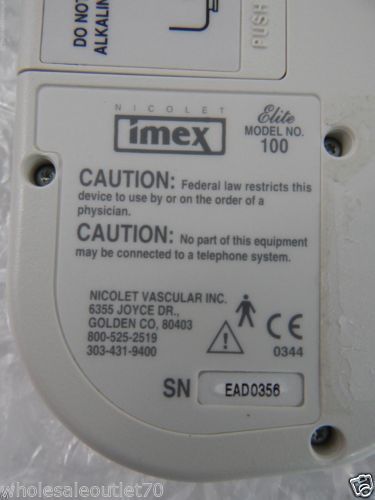 DO NOT
ALKALIN
PUSH
NICOLET
imex
Elite
MODEL NO.
100
CAUTION: Federal law restricts this
device to use by or on the order of a
physician.
CAUTION: No part of this equipment
may be connected to a telephone system.
NICOLET VASCULAR INC.
6355 JOYCE DR.,
GOLDEN CO, 80403
800-525-2519
303-431-9400
CE
0344
SN EAD0356
wholesaleoutlet70